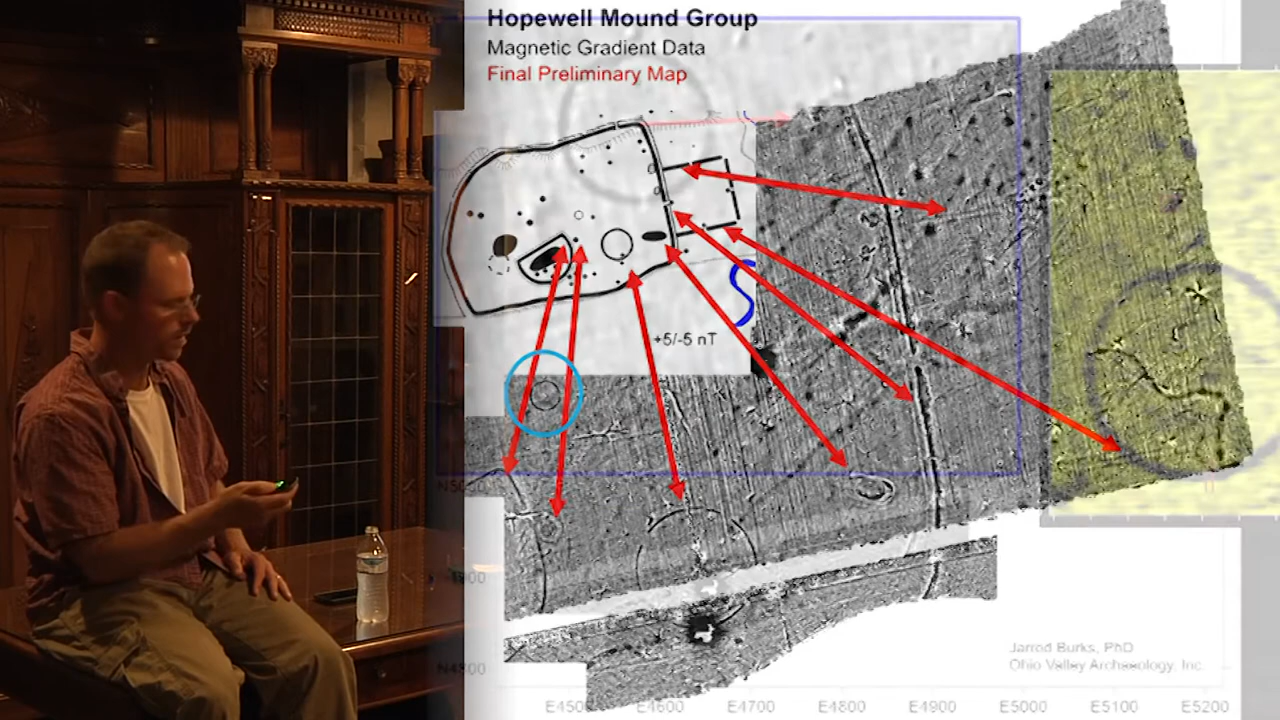 Hopewell Mound Group
Magnetic Gradient Data
Final Preliminary Map
+5/-5 nT
Jarrod Burks, PhD
Ohio Valley Archaeology, Inc.
E4600
E4700
E4800
E4900
E5000
E5100
E5200